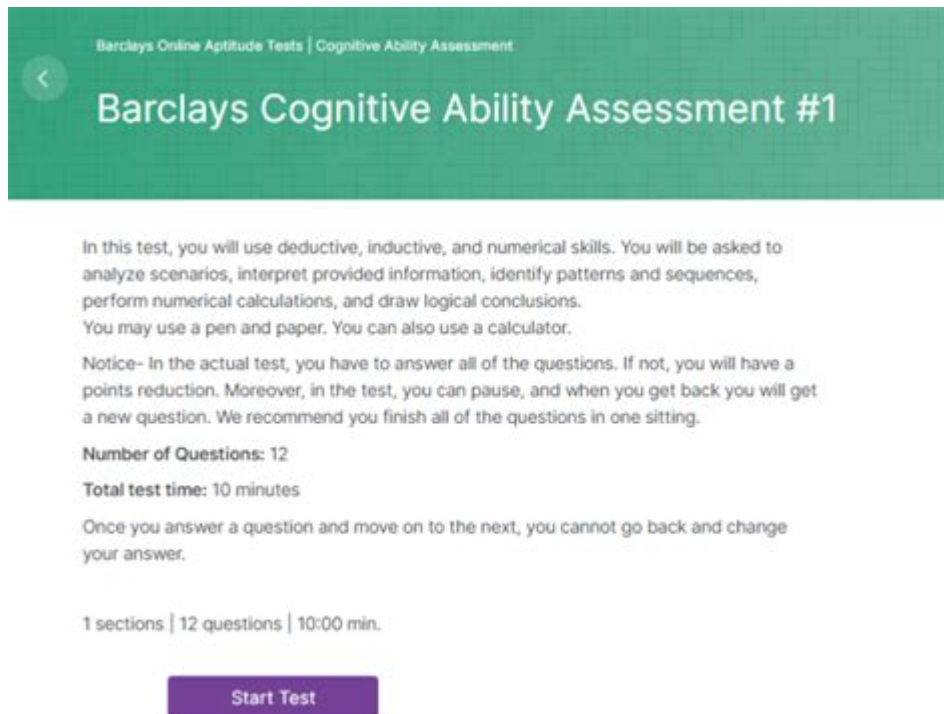 Barclays Online Aptitude Tests | Cognitive Ability Assessment
Barclays Cognitive Ability Assessment #1
In this test, you will use deductive, inductive, and numerical skills. You will be asked to
analyze scenarios, interpret provided information, identify patterns and sequences,
perform numerical calculations, and draw logical conclusions.
You may use a pen and paper. You can also use a calculator.
Notice- In the actual test, you have to answer all of the questions. If not, you will have a
points reduction. Moreover, in the test, you can pause, and when you get back you will get
a new question. We recommend you finish all of the questions in one sitting.
Number of Questions: 12
Total test time: 10 minutes
Once you answer a question and move on to the next, you cannot go back and change
your answer.
1 sections | 12 questions | 10:00 min.
Start Test